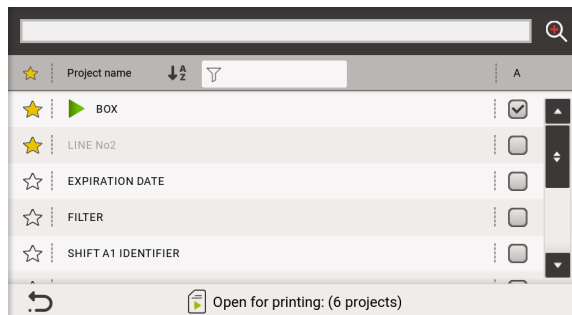 Project name A Z A
BOX
LINE No2
EXPIRATION DATE
FILTER
SHIFT A1 IDENTIFIER
Open for printing: (6 projects)